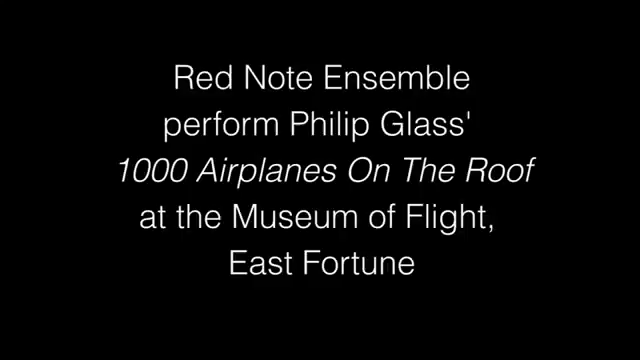 Red Note Ensemble
perform Philip Glass'
1000 Airplanes On The Roof
at the Museum of Flight,
East Fortune